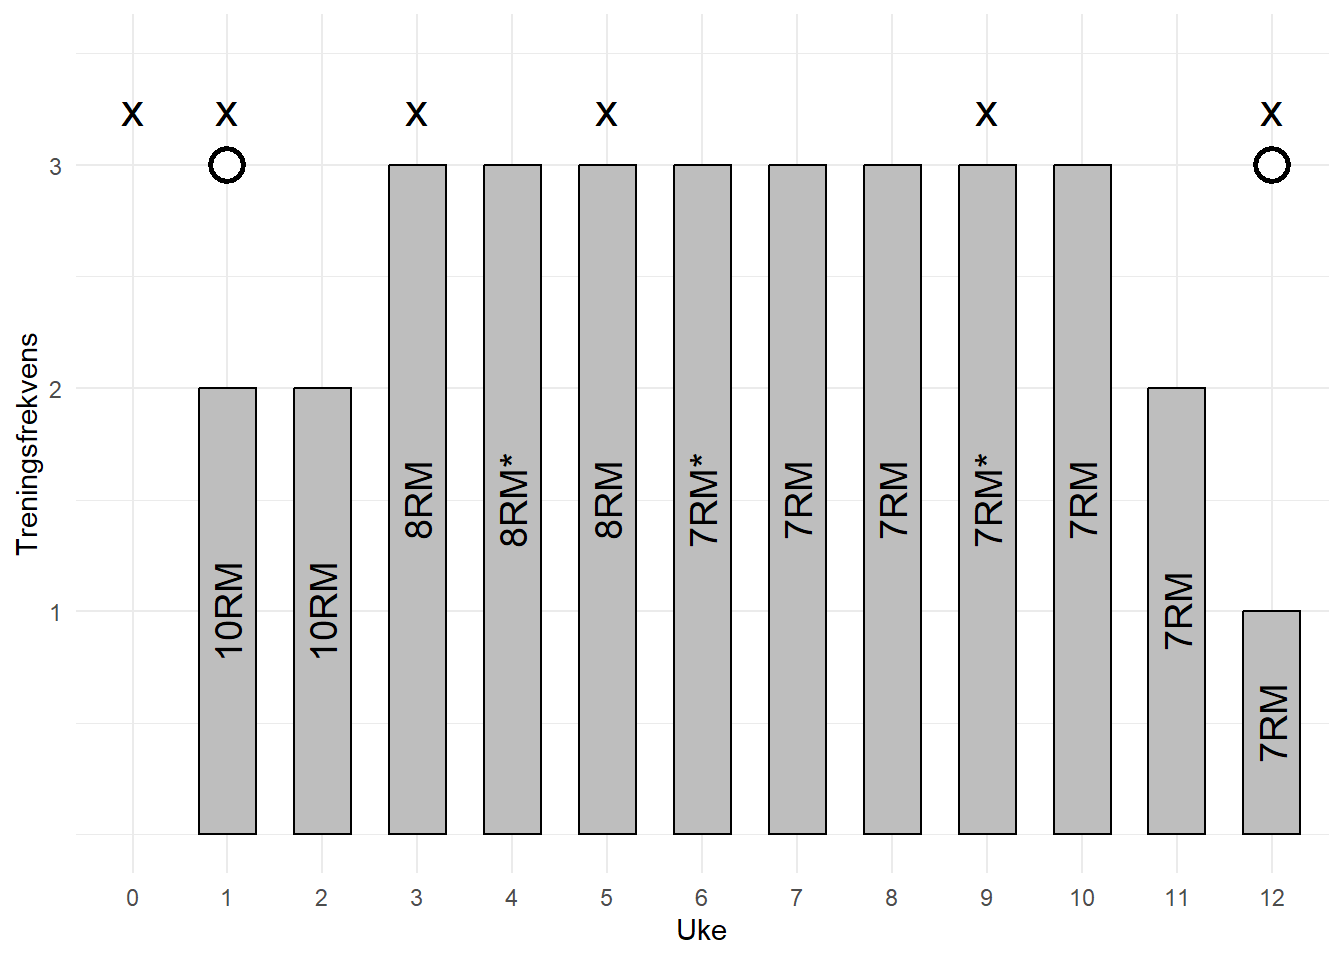 x x x x x x
3
2
1
Treningsfrekvens
10RM 10RM 8RM 8RM* 8RM 7RM* 7RM 7RM 7RM* 7RM 7RM 7RM
0 1 2 3 4 5 6 7 8 9 10 11 12
Uke